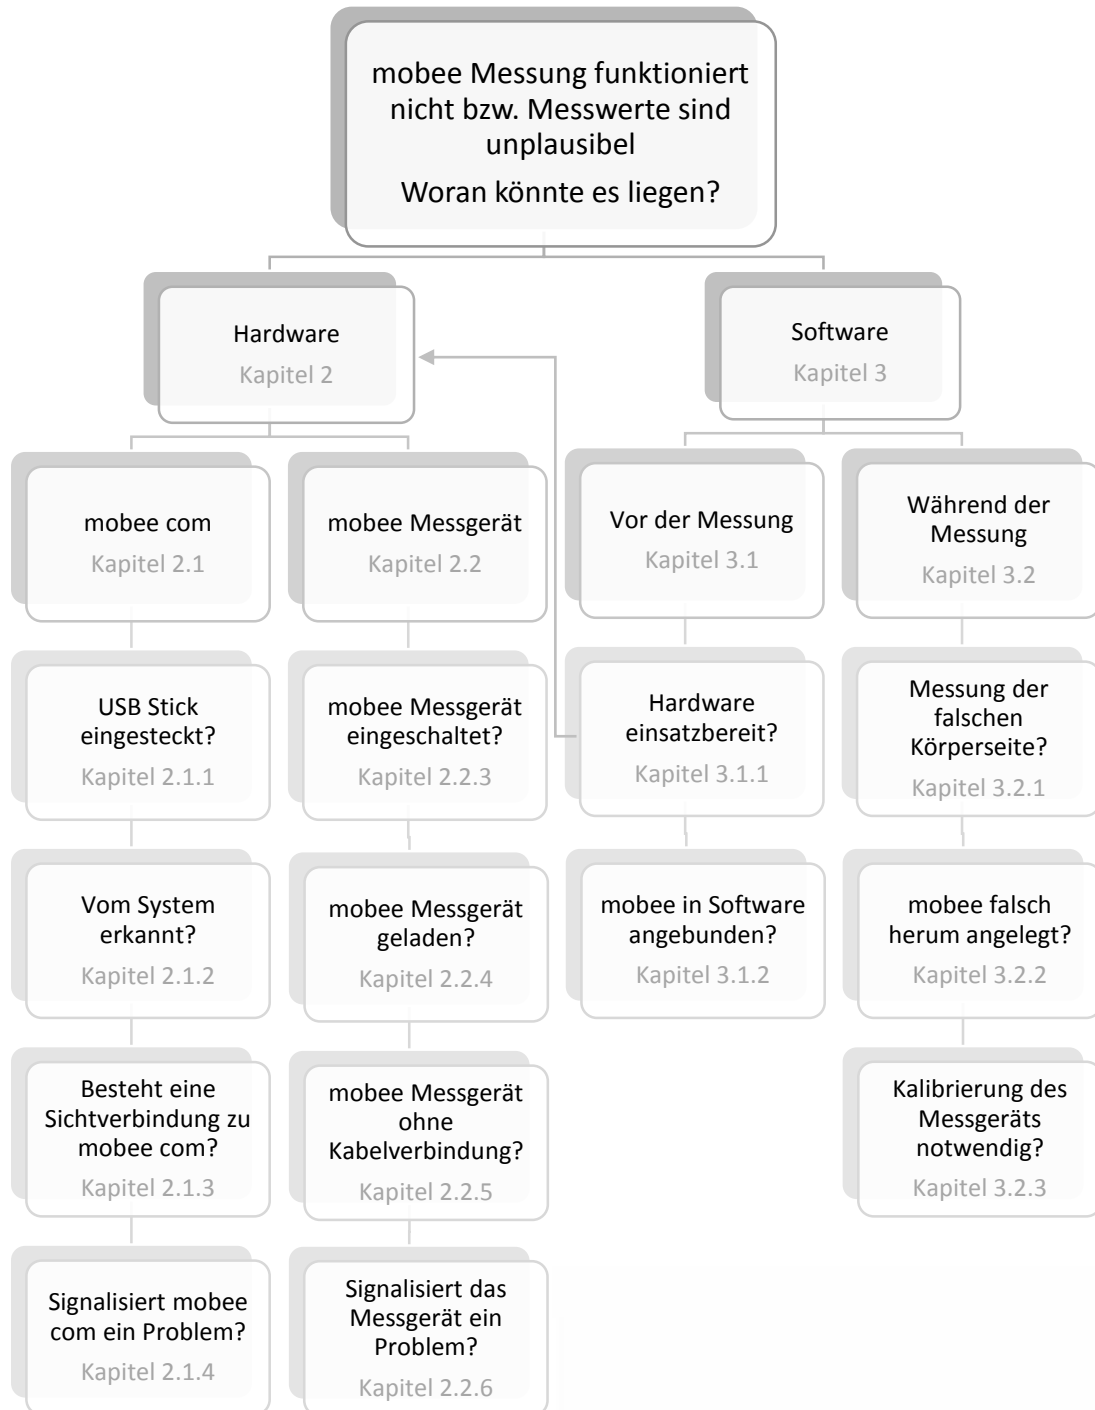 mobee Messung funktioniert
nicht bzw. Messwerte sind
unplausibel
Woran könnte es liegen?
Hardware
Kapitel 2
Software
Kapitel 3
mobee com
Kapitel 2.1
mobee Messgerät
Kapitel 2.2
Vor der Messung
Kapitel 3.1
Während der
Messung
Kapitel 3.2
USB Stick
eingesteckt?
Kapitel 2.1.1
mobee Messgerät
eingeschaltet?
Kapitel 2.2.3
Hardware
einsatzbereit?
Kapitel 3.1.1
Messung der
falschen
Körperseite?
Kapitel 3.2.1
Vom System
erkannt?
Kapitel 2.1.2
mobee Messgerät
geladen?
Kapitel 2.2.4
mobee in Software
angebunden?
Kapitel 3.1.2
mobee falsch
herum angelegt?
Kapitel 3.2.2
Besteht eine
Sichtverbindung zu
mobee com?
Kapitel 2.1.3
mobee Messgerät
ohne
Kabelverbindung?
Kapitel 2.2.5
Kalibrierung des
Messgeräts
notwendig?
Kapitel 3.2.3
Signalisiert mobee
com ein Problem?
Kapitel 2.1.4
Signalisiert das
Messgerät ein
Problem?
Kapitel 2.2.6